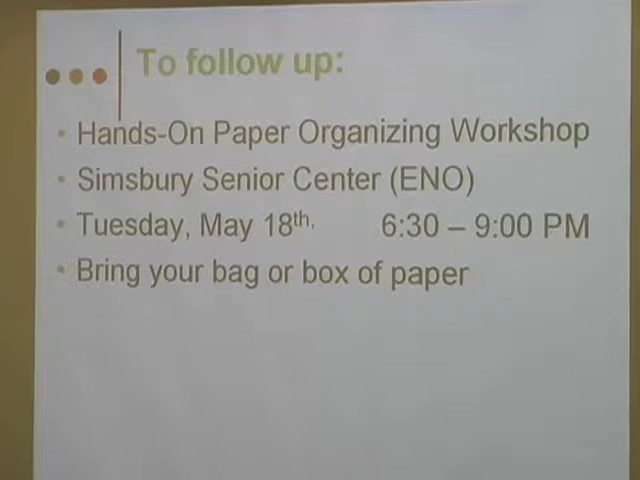 To follow up:
• Hands-On Paper Organizing Workshop
• Simsbury Senior Center (ENO)
• Tuesday, May 18th, 6:30 – 9:00 PM
• Bring your bag or box of paper